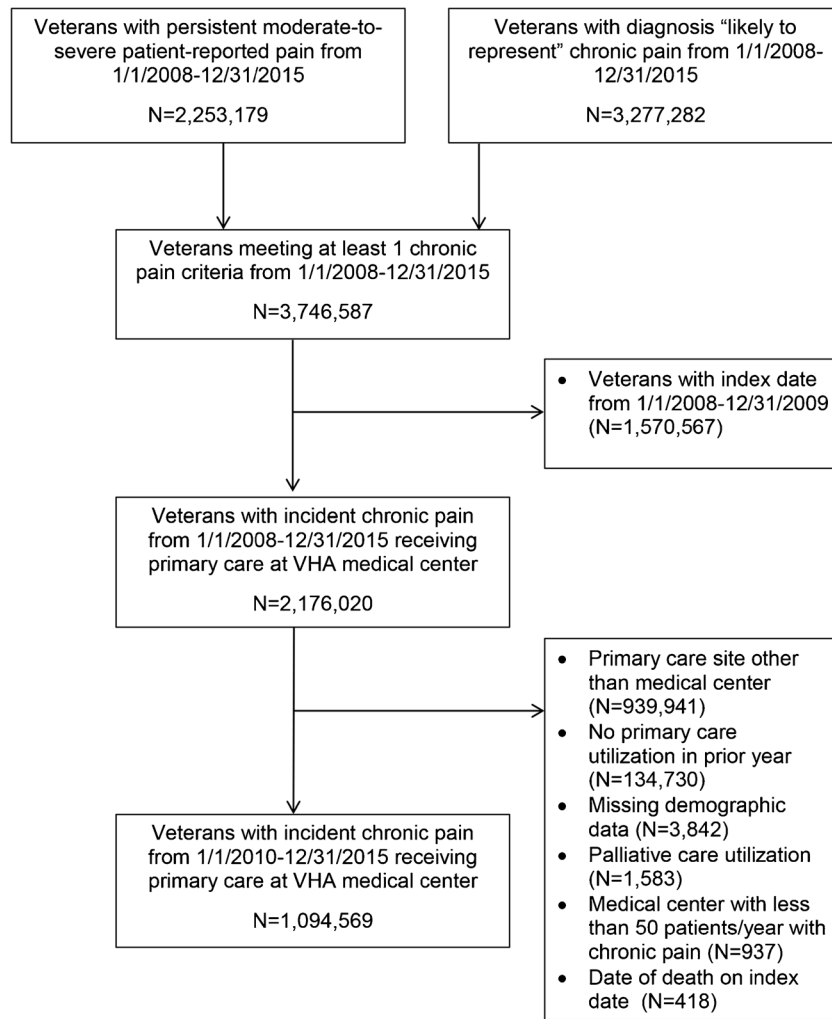 Veterans with persistent moderate-to-
severe patient-reported pain from
1/1/2008-12/31/2015
N=2,253,179
Veterans with diagnosis “likely to
represent” chronic pain from 1/1/2008-
12/31/2015
N=3,277,282
Veterans meeting at least 1 chronic
pain criteria from 1/1/2008-12/31/2015
N=3,746,587
• Veterans with index date
from 1/1/2008-12/31/2009
(N=1,570,567)
Veterans with incident chronic pain
from 1/1/2008-12/31/2015 receiving
primary care at VHA medical center
N=2,176,020
• Primary care site other
than medical center
(N=939,941)
• No primary care
utilization in prior year
(N=134,730)
• Missing demographic
data (N=3,842)
• Palliative care utilization
(N=1,583)
• Medical center with less
than 50 patients/year with
chronic pain (N=937)
• Date of death on index
date (N=418)
Veterans with incident chronic pain
from 1/1/2010-12/31/2015 receiving
primary care at VHA medical center
N=1,094,569